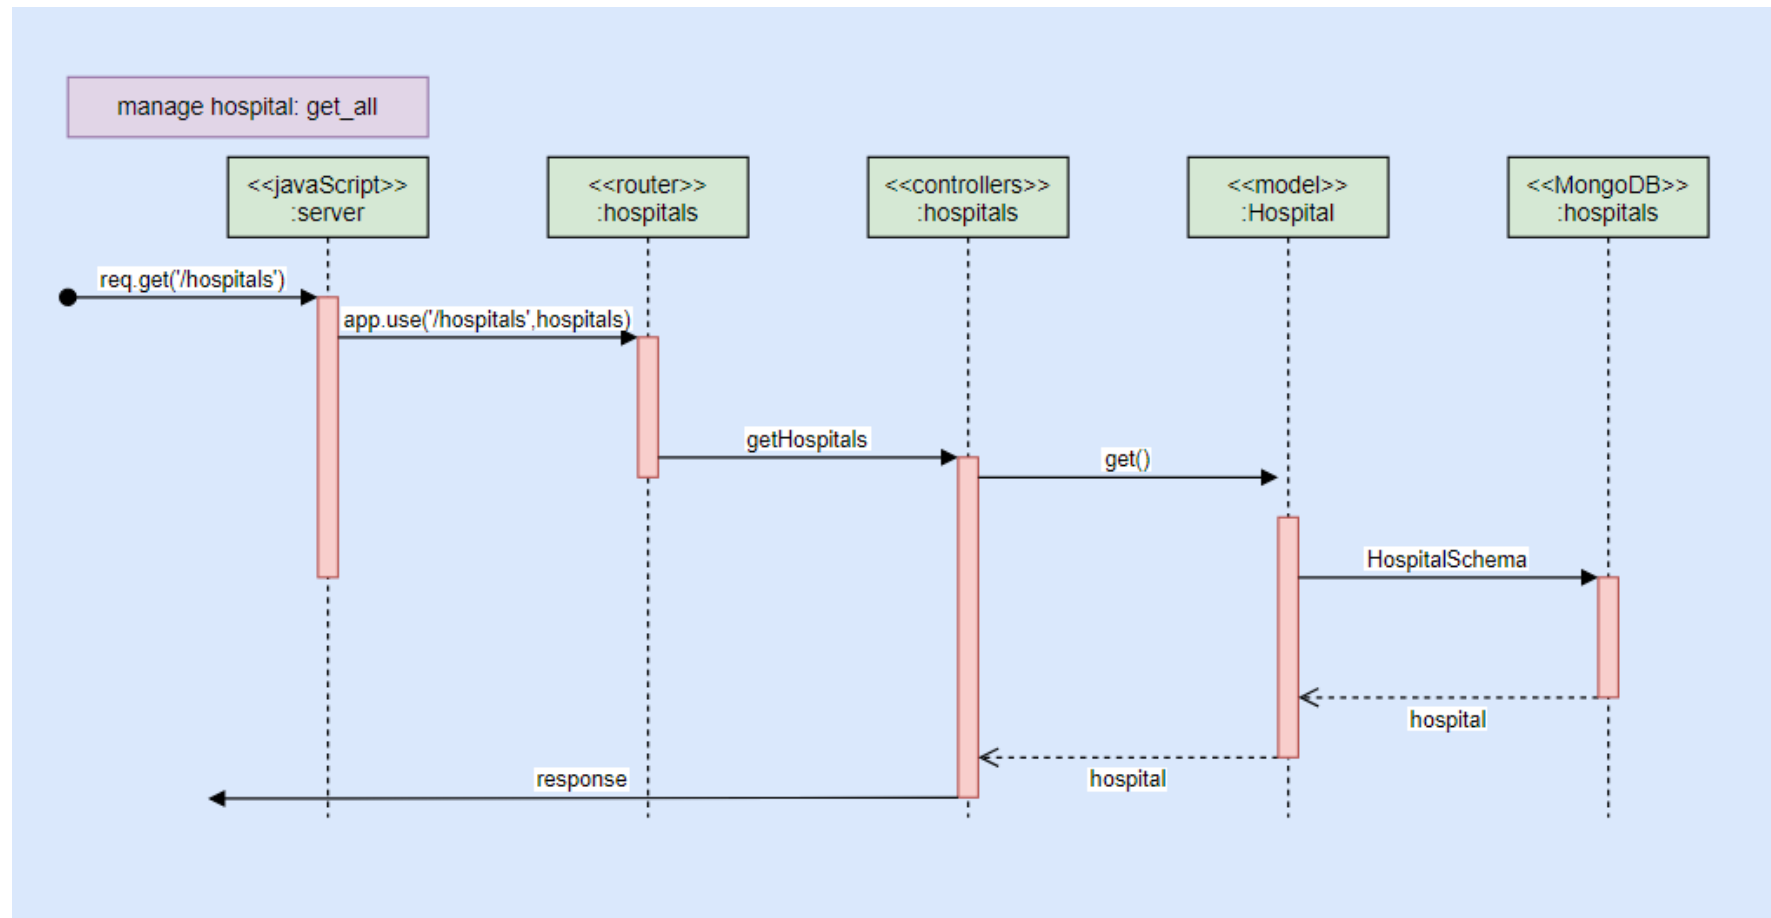 manage hospital: get_all
<<javaScript>>
:server
<<router>>
:hospitals
<<controllers>>
:hospitals
<<model>>
:Hospital
<<MongoDB>>
:hospitals
req.get('/hospitals')
app.use('/hospitals',hospitals)
getHospitals
get()
HospitalSchema
hospital
hospital
response